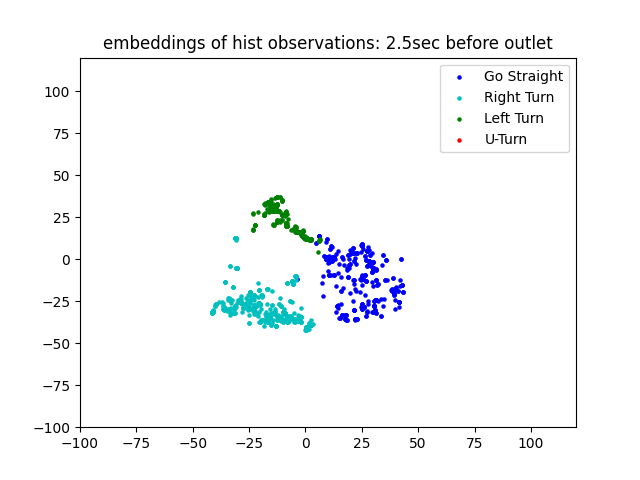 embeddings of hist observations: 2.5sec before outlet
Go Straight
Right Turn
Left Turn
U-Turn
100
75
50
25
0
−25
−50
−75
−100
−100 −75 −50 −25 0 25 50 75 100